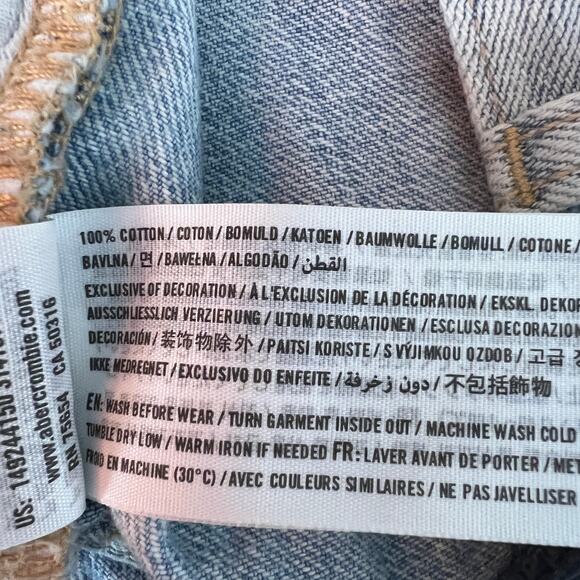 100% COTTON / COTON / BOMULD / KATOEN / BAUMWOLLE / BOMULL / COTONE /
BAVLNA / 면 / BAWEŁNA / ALGODÃO / القطن
EXCLUSIVE OF DECORATION / À L'EXCLUSION DE LA DÉCORATION / EKSKL. DEKO
AUSSCHLIESSLICH VERZIERUNG / UTOM DEKORATIONEN / ESCLUSA DECORAZION
DECORACIÓN / 装饰物除外 / PAITSI KORISTE / S VÝJIMKOU OZDOB / 고급
IKKE MEDREGNET / EXCLUSIVO DO ENFEITE / دون زخرفة / 不包括飾物
EN: WASH BEFORE WEAR / TURN GARMENT INSIDE OUT / MACHINE WASH COLD
TUMBLE DRY LOW / WARM IRON IF NEEDED FR: LAVER AVANT DE PORTER / MET
FROID EN MACHINE (30°C) / AVEC COULEURS SIMILAIRES / NE PAS JAVELLISER
www.abercrombie.com
RN 75654 CA 50316
US: